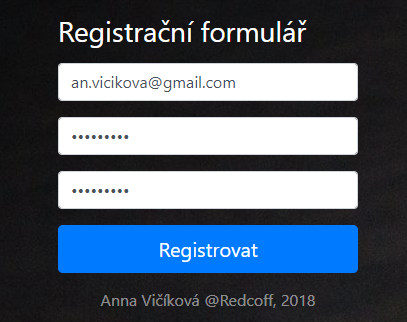 Registrační formulář
an.vicikova@gmail.com
•••••••••
•••••••••
Registrovat
Anna Vičíková @Redcoff, 2018